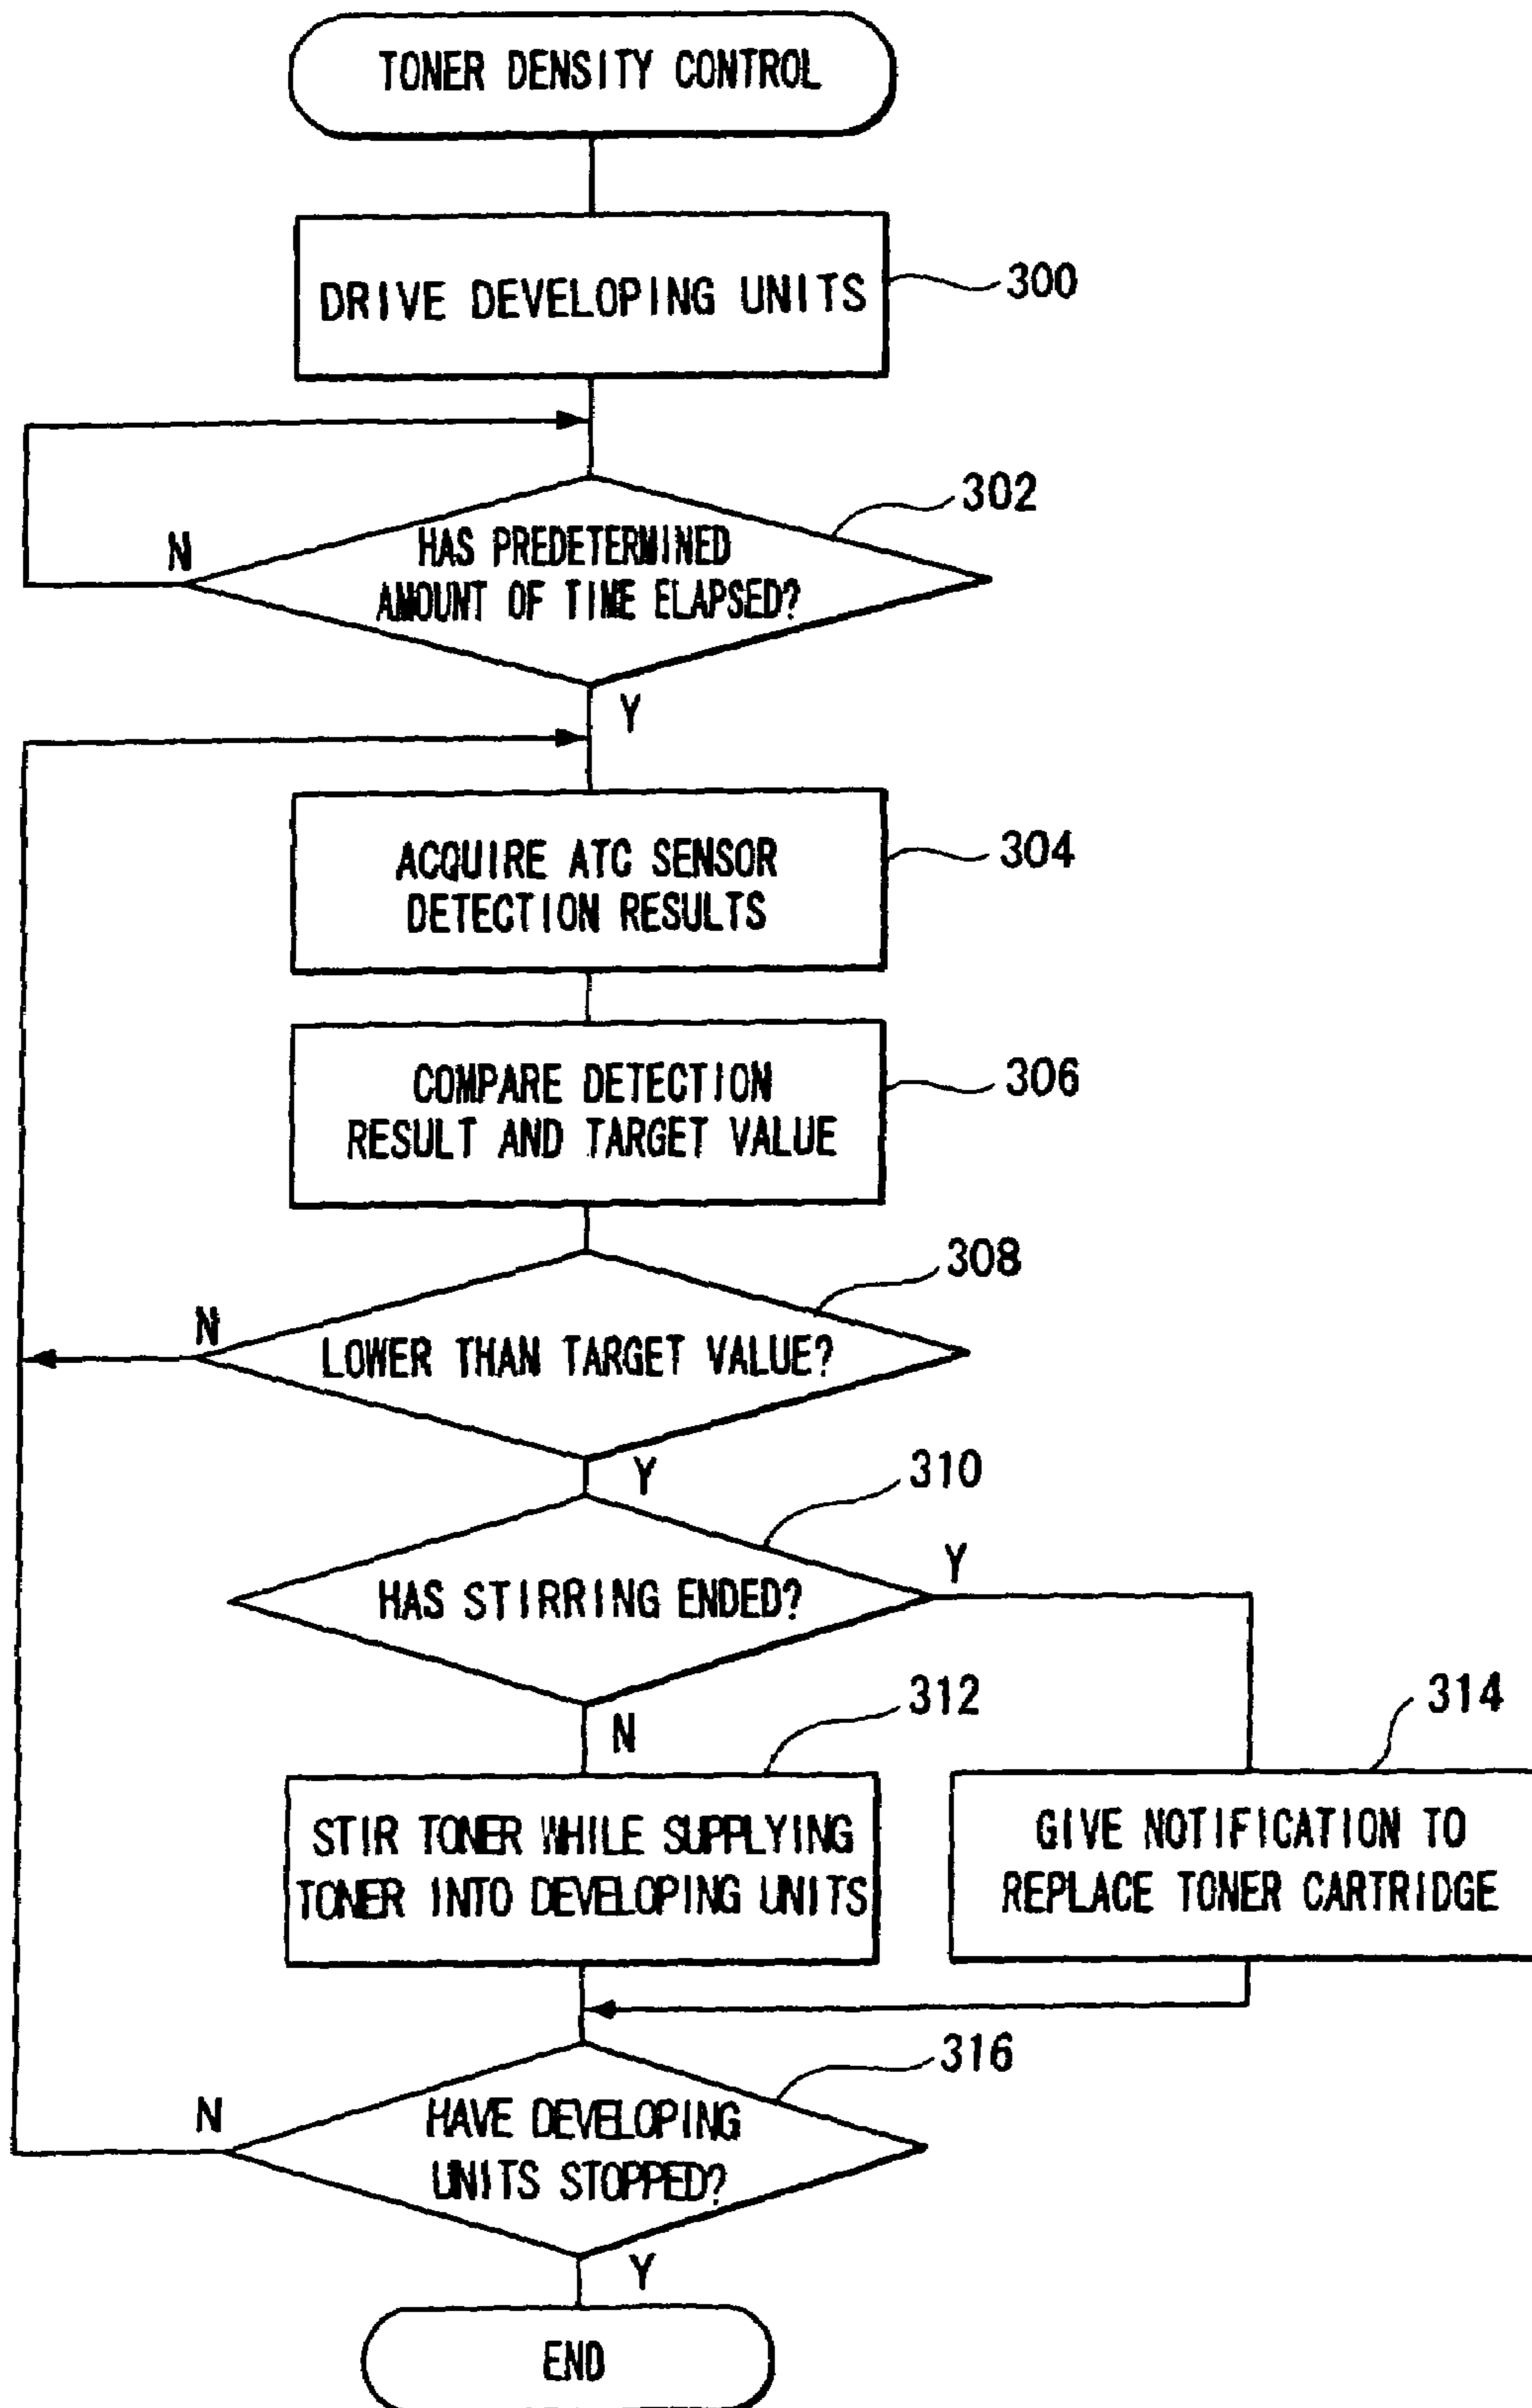 TONER DENSITY CONTROL
DRIVE DEVELOPING UNITS
300
302
HAS PREDETERMINED
AMOUNT OF TIME ELAPSED?
N
Y
ACQUIRE ATC SENSOR
DETECTION RESULTS
304
COMPARE DETECTION
RESULT AND TARGET VALUE
306
308
N
LOWER THAN TARGET VALUE?
Y
310
HAS STIRRING ENDED?
Y
N
312
314
STIR TONER WHILE SUPPLYING
TONER INTO DEVELOPING UNITS
GIVE NOTIFICATION TO
REPLACE TONER CARTRIDGE
316
N
HAVE DEVELOPING
UNITS STOPPED?
Y
END